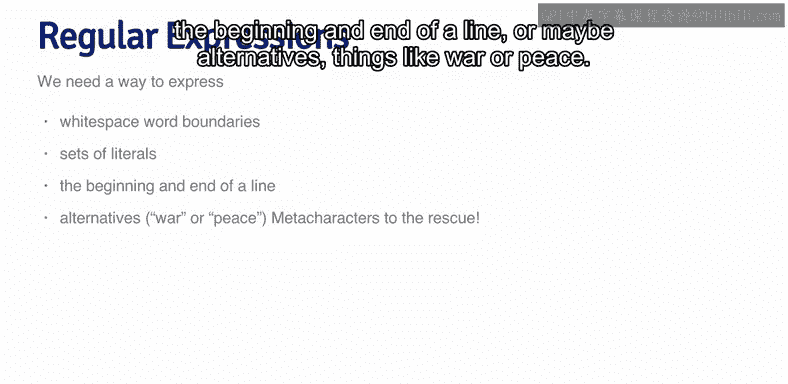 Regular Expressions
the beginning and end of a line, or maybe
alternatives, things like war or peace.
We need a way to express
· whitespace word boundaries
· sets of literals
· the beginning and end of a line
· alternatives (“war” or “peace”) Metacharacters to the rescue!